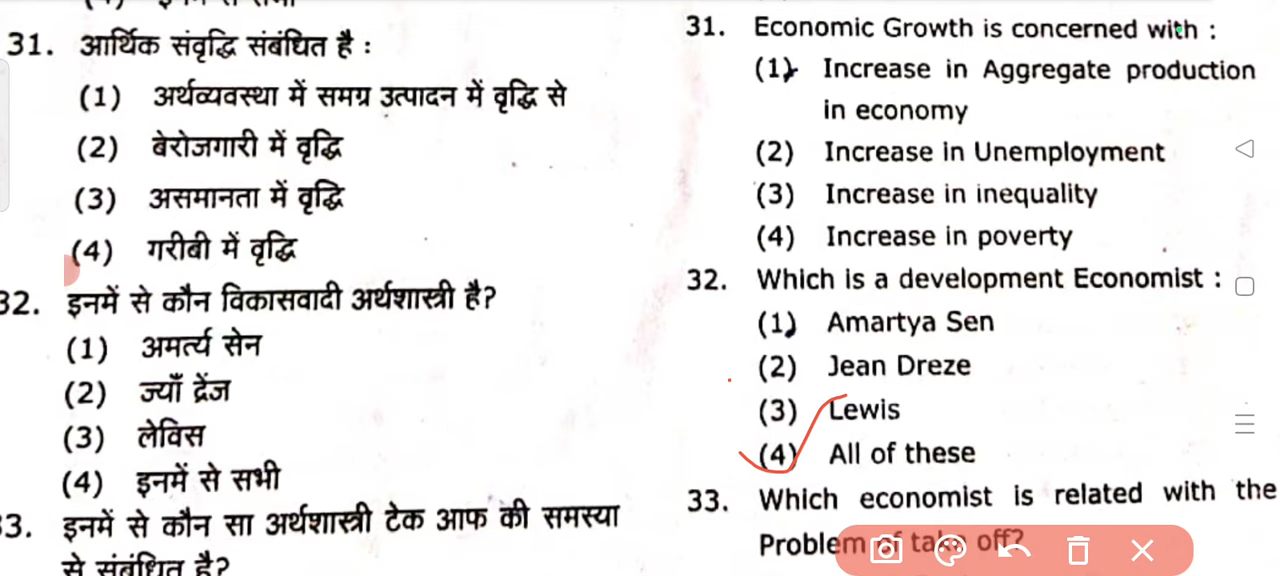 31. आर्थिक संवृद्धि संबंधित है :
(1) अर्थव्यवस्था में समग्र उत्पादन में वृद्धि से
(2) बेरोजगारी में वृद्धि
(3) असमानता में वृद्धि
(4) गरीबी में वृद्धि
32. इनमें से कौन विकासवादी अर्थशास्त्री है?
(1) अमर्त्य सेन
(2) ज्याँ द्रेंज
(3) लेविस
(4) इनमें से सभी
33. इनमें से कौन सा अर्थशास्त्री टेक आफ की समस्या
से संबंधित है?
31. Economic Growth is concerned with :
(1) Increase in Aggregate production
in economy
(2) Increase in Unemployment
(3) Increase in inequality
(4) Increase in poverty
32. Which is a development Economist :
(1) Amartya Sen
(2) Jean Dreze
(3) Lewis
(4) All of these
33. Which economist is related with the
Problem of take off?